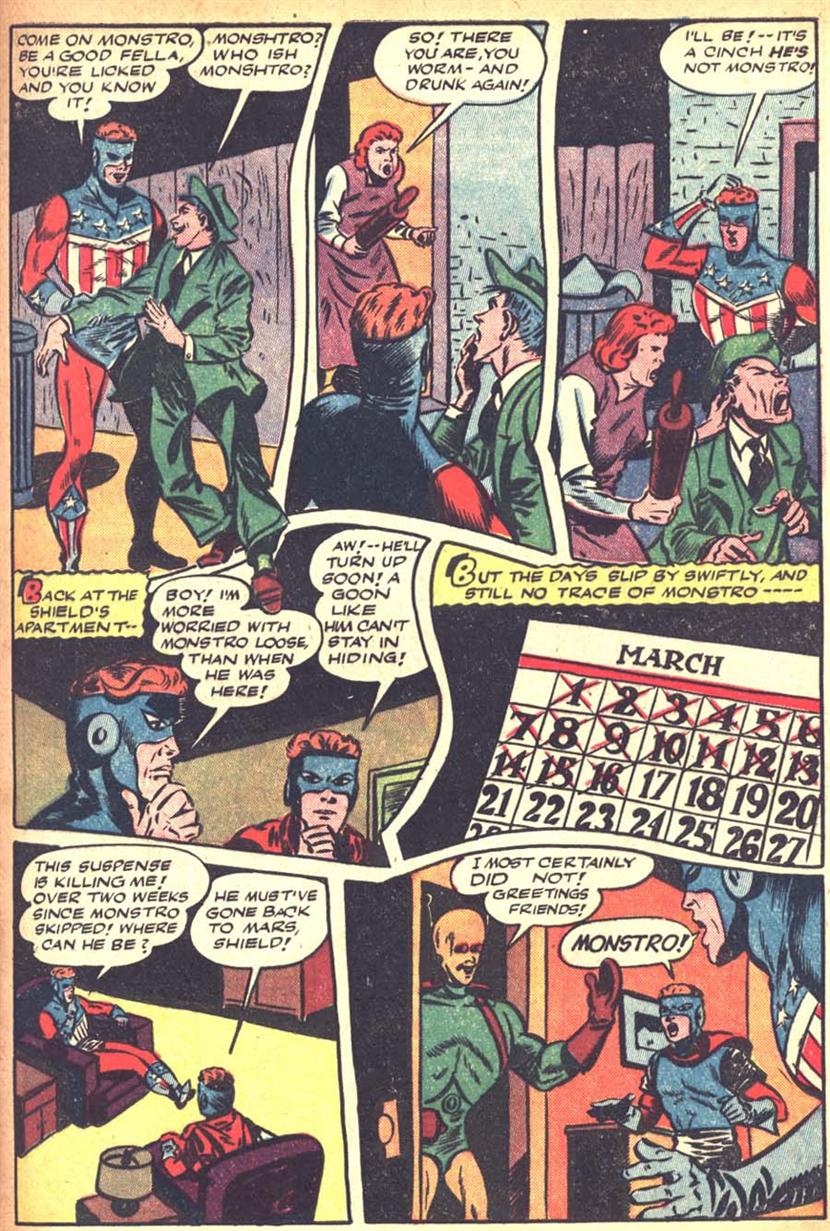 COME ON MONSTRO,
BE A GOOD FELLA,
YOU'RE LICKED
AND YOU KNOW
IT!
MONSHTRO?
WHO ISH
MONSHTRO?
SO! THERE
YOU ARE, YOU
WORM - AND
DRUNK AGAIN!
I'LL BE! -- IT'S
A CINCH HE'S
NOT MONSTRO!
BACK AT THE
SHIELD'S
APARTMENT--
BOY! I'M
MORE
WORRIED WITH
MONSTRO LOOSE,
THAN WHEN
HE WAS
HERE!
AW! -- HE'LL
TURN UP
SOON! A
GOON
LIKE
HIM CAN'T
STAY IN
HIDING!
BUT THE DAYS SLIP BY SWIFTLY, AND
STILL NO TRACE OF MONSTRO ----
MARCH
1 2 3 4 5 6
7 8 9 10 11 12 13
14 15 16 17 18 19 20
21 22 23 24 25 26 27
28
THIS SUSPENSE
IS KILLING ME!
OVER TWO WEEKS
SINCE MONSTRO
SKIPPED! WHERE
CAN HE BE?
HE MUST'VE
GONE BACK
TO MARS,
SHIELD!
I MOST CERTAINLY
DID NOT!
GREETINGS
FRIENDS!
MONSTRO!